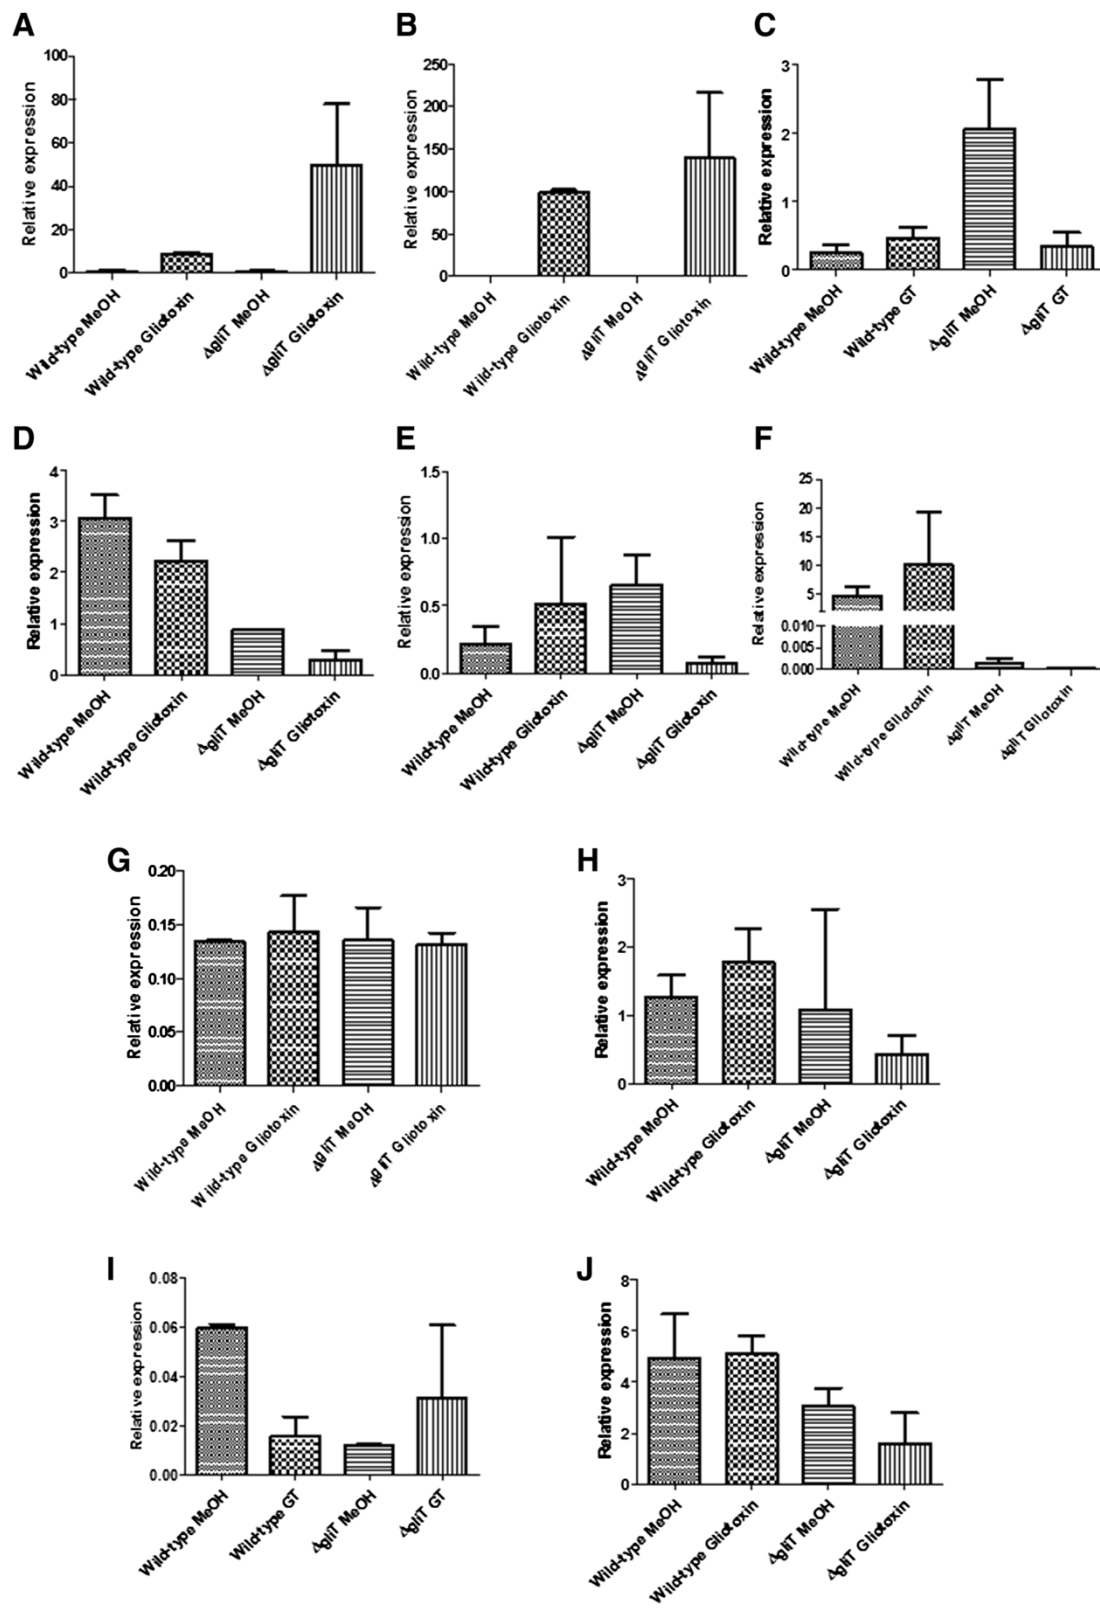 A
B
C
Relative expression
100
80
60
40
20
0
Wild-type MeOH
Wild-type Gliotoxin
ΔgliT MeOH
ΔgliT Gliotoxin
Relative expression
250
200
150
100
50
0
Wild-type MeOH
Wild-type Gliotoxin
ΔgliT MeOH
ΔgliT Gliotoxin
Relative expression
3
2
1
0
Wild-type MeOH
Wild-type GT
ΔgliT MeOH
ΔgliT GT
D
E
F
Relative expression
4
3
2
1
0
Wild-type MeOH
Wild-type Gliotoxin
ΔgliT MeOH
ΔgliT Gliotoxin
Relative expression
1.5
1.0
0.5
0.0
Wild-type MeOH
Wild-type Gliotoxin
ΔgliT MeOH
ΔgliT Gliotoxin
Relative expression
25
20
15
10
5
0.010
0.005
0.000
Wild-type MeOH
Wild-type Gliotoxin
ΔgliT MeOH
ΔgliT Gliotoxin
G
H
Relative expression
0.20
0.15
0.10
0.05
0.00
Wild-type MeOH
Wild-type Gliotoxin
ΔgliT MeOH
ΔgliT Gliotoxin
Relative expression
3
2
1
0
Wild-type MeOH
Wild-type Gliotoxin
ΔgliT MeOH
ΔgliT Gliotoxin
I
J
Relative expression
0.08
0.06
0.04
0.02
0.00
Wild-type MeOH
Wild-type GT
ΔgliT MeOH
ΔgliT GT
Relative expression
8
6
4
2
0
Wild-type MeOH
Wild-type Gliotoxin
ΔgliT MeOH
ΔgliT Gliotoxin